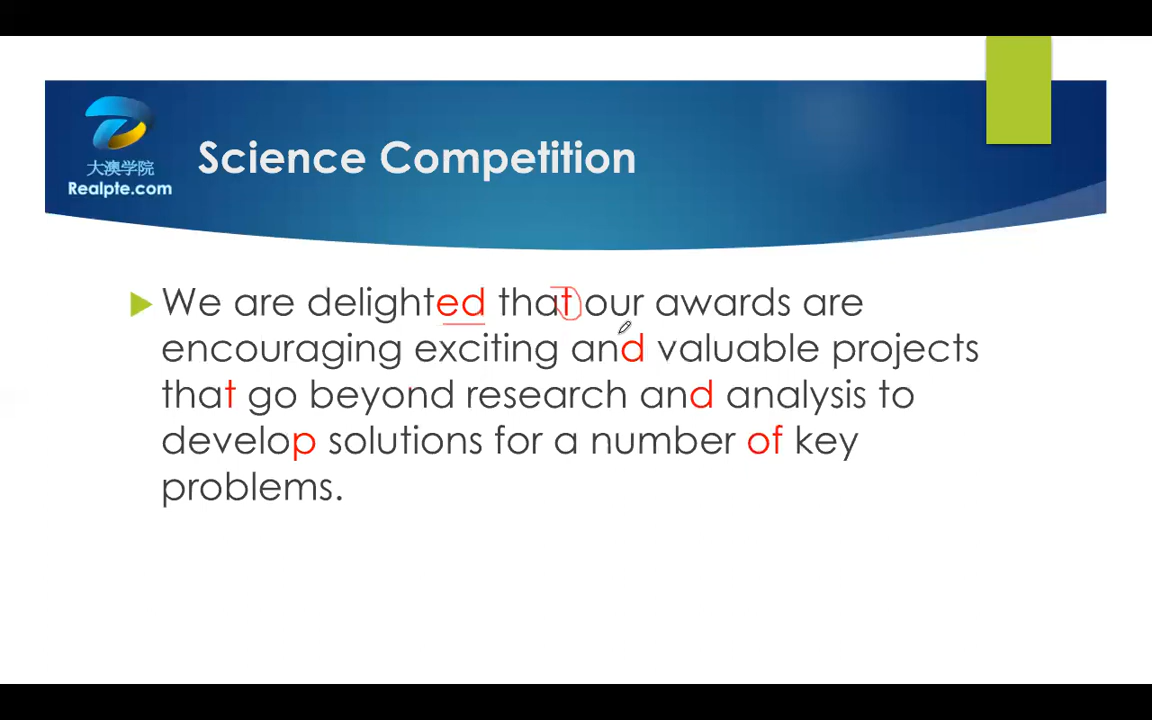 大澳学院
Realpte.com
Science Competition
We are delighted that our awards are
encouraging exciting and valuable projects
that go beyond research and analysis to
develop solutions for a number of key
problems.